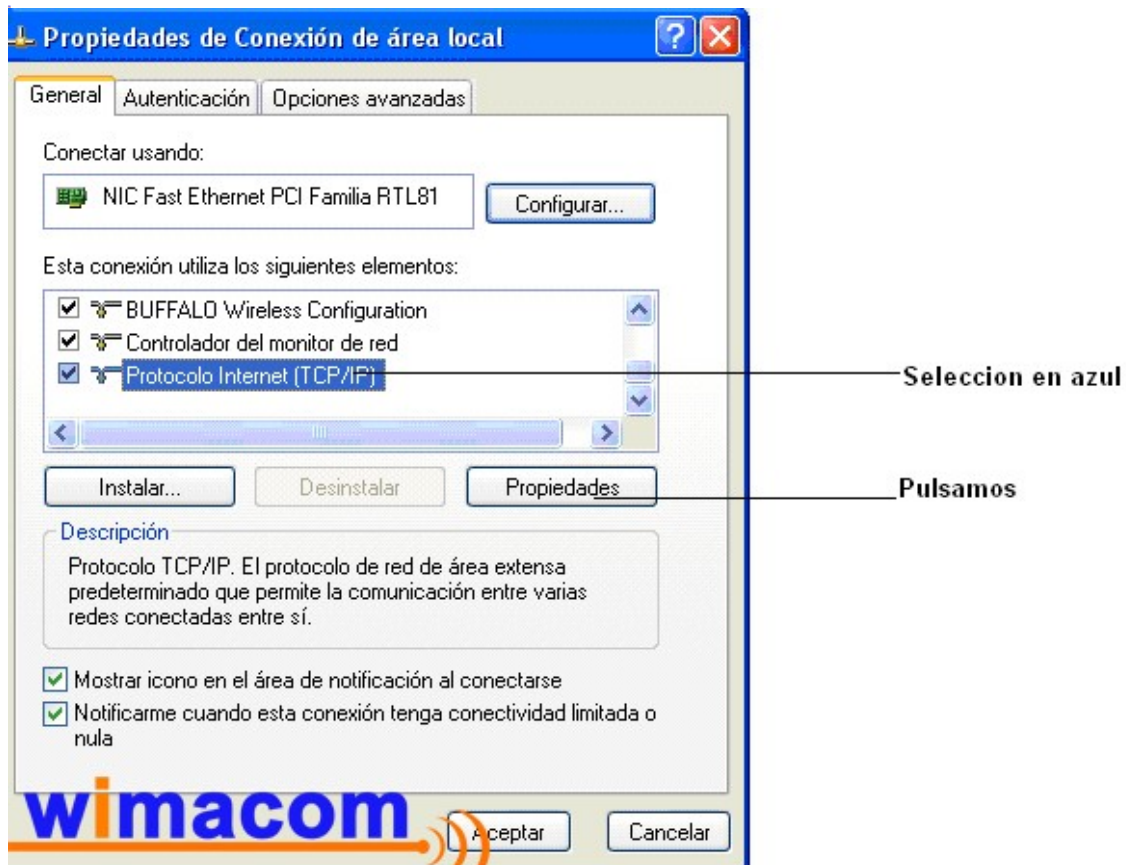 Propiedades de Conexión de área local
General Autenticación Opciones avanzadas
Conectar usando:
NIC Fast Ethernet PCI Familia RTL81 Configurar...
Esta conexión utiliza los siguientes elementos:
BUFFALO Wireless Configuration
Controlador del monitor de red
Protocolo Internet (TCP/IP)
Seleccion en azul
Instalar... Desinstalar Propiedades
Pulsamos
Descripción
Protocolo TCP/IP. El protocolo de red de área extensa
predeterminado que permite la comunicación entre varias
redes conectadas entre sí.
Mostrar icono en el área de notificación al conectarse
Notificarme cuando esta conexión tenga conectividad limitada o
nula
wimacom
Aceptar Cancelar